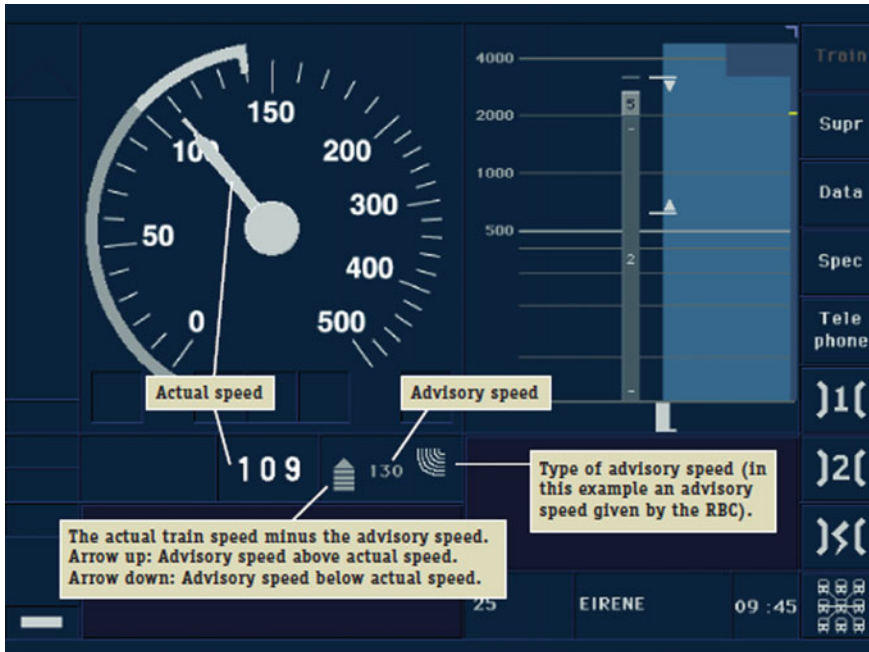 4000
2000
1000
500
5
2
0
50
100
150
200
300
400
500
Train
Supr
Data
Spec
Tele
phone
)1(
)2(
Actual speed
Advisory speed
109
130
Type of advisory speed (in
this example an advisory
speed given by the RBC).
The actual train speed minus the advisory speed.
Arrow up: Advisory speed above actual speed.
Arrow down: Advisory speed below actual speed.
25
EIRENE
09 :45